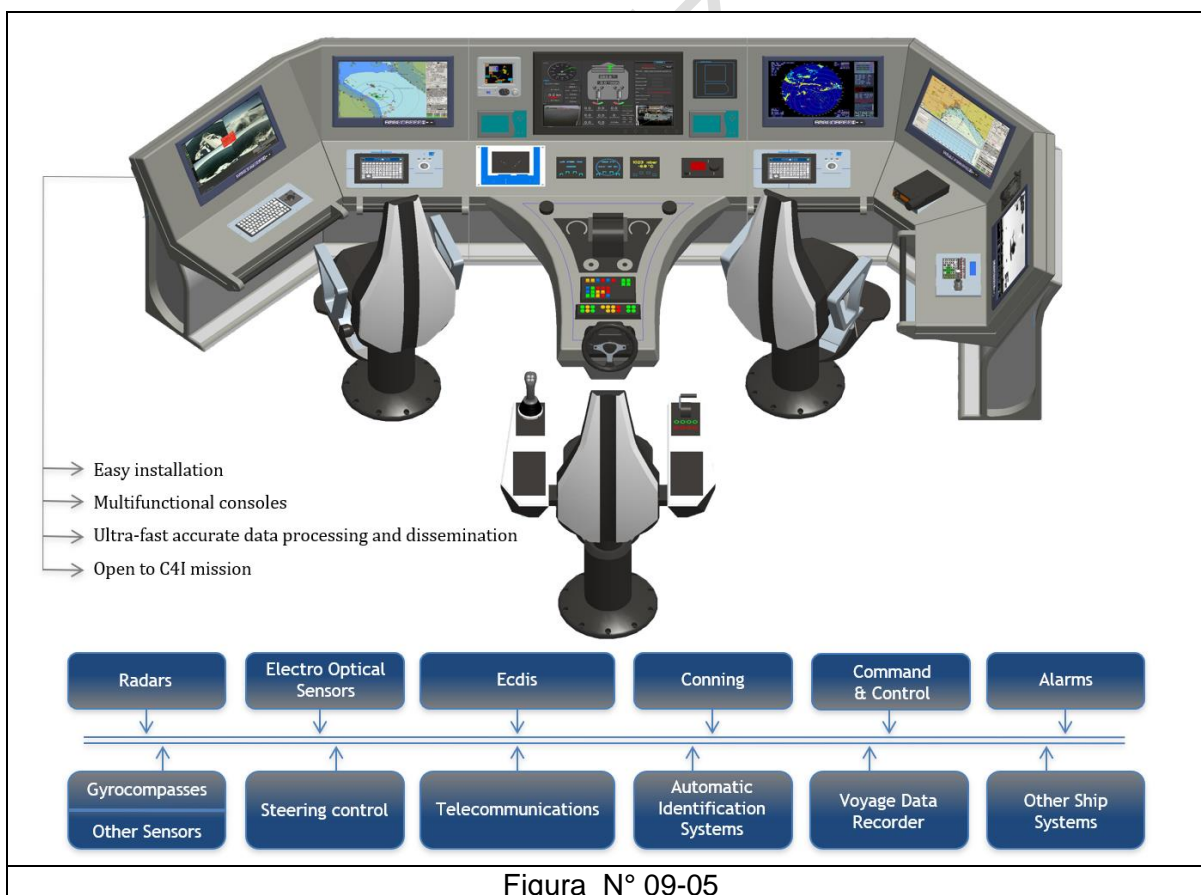 Easy installation
Multifunctional consoles
Ultra-fast accurate data processing and dissemination
Open to C4I mission
Radars
Electro Optical
Sensors
Ecdis
Conning
Command
& Control
Alarms
Gyrocompasses
Other Sensors
Steering control
Telecommunications
Automatic
Identification
Systems
Voyage Data
Recorder
Other Ship
Systems
Figura N° 09-05